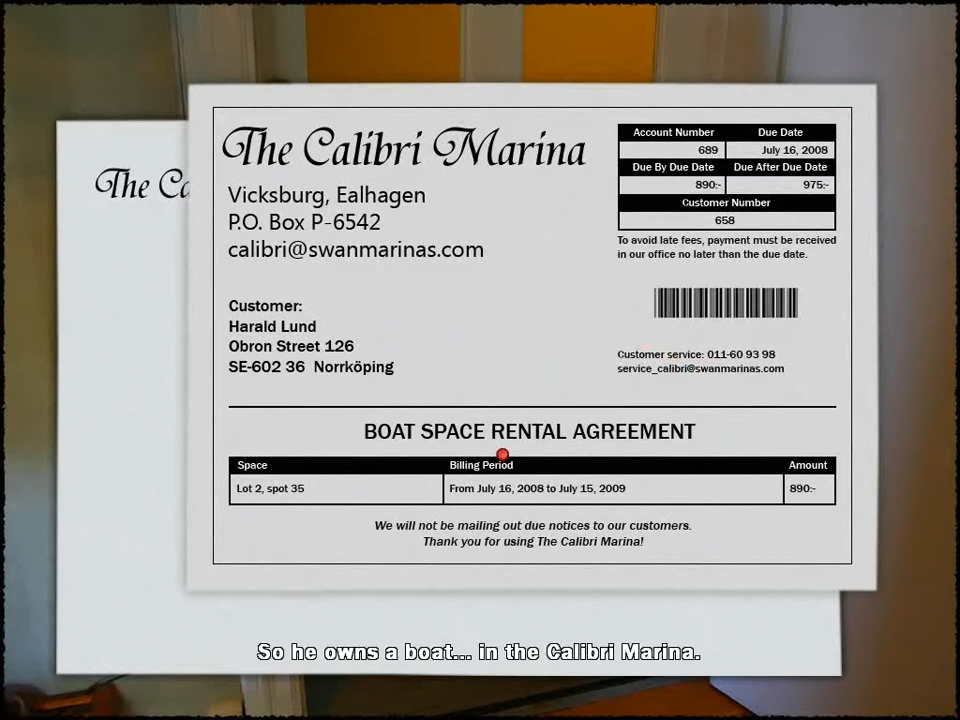 The Ca
The Calibri Marina
Vicksburg, Ealhagen
P.O. Box P-6542
calibri@swanmarinas.com
Account Number Due Date
689 July 16, 2008
Due By Due Date Due After Due Date
890:- 975:-
Customer Number
658
To avoid late fees, payment must be received
in our office no later than the due date.
Customer:
Harald Lund
Obron Street 126
SE-602 36 Norrköping
Customer service: 011-60 93 98
service_calibri@swanmarinas.com
BOAT SPACE RENTAL AGREEMENT
Space Billing Period Amount
Lot 2, spot 35 From July 16, 2008 to July 15, 2009 890:-
We will not be mailing out due notices to our customers.
Thank you for using The Calibri Marina!
So he owns a boat... in the Calibri Marina.